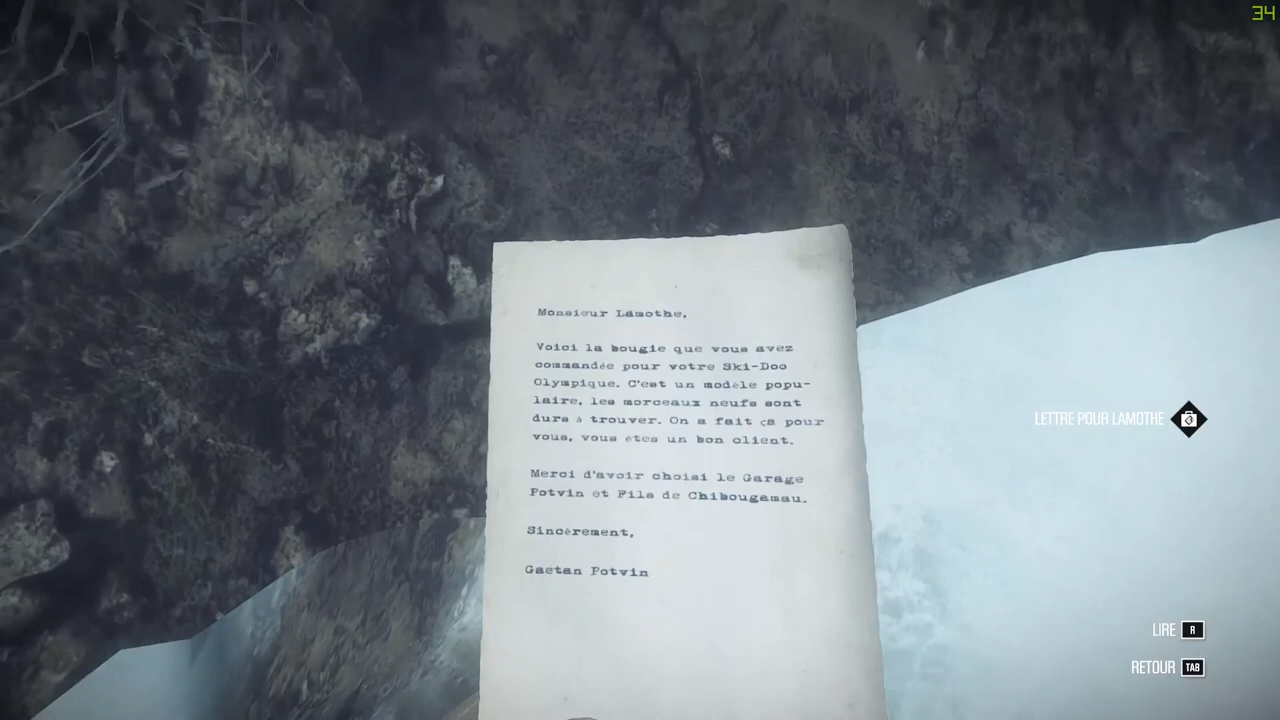 34
Monsieur Lamothe,
Voici la bougie que vous avez
commandée pour votre Ski-Doo
Olympique. C'est un modèle popu-
laire, les morceaux neufs sont
durs à trouver. On a fait ça pour
vous, vous êtes un bon client.
Merci d'avoir choisi le Garage
Potvin et Fils de Chibougamau.
Sincèrement,
Gaetan Potvin
LETTRE POUR LAMOTHE
LIRE R
RETOUR TAB